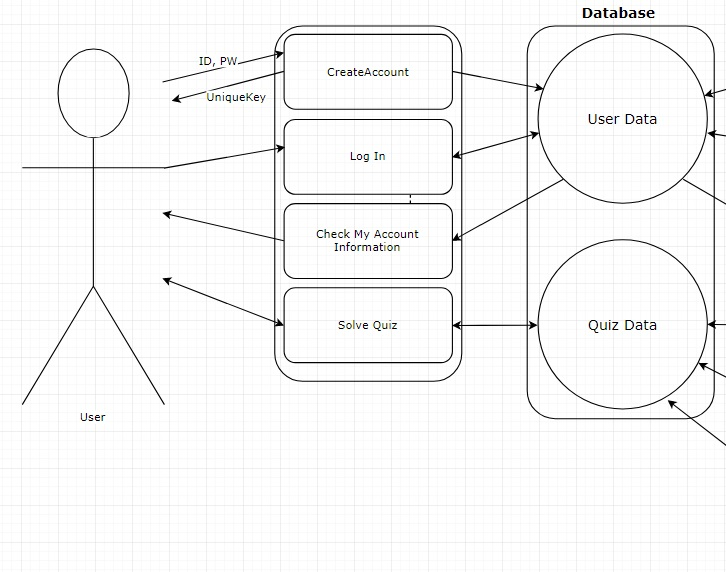 Database
ID, PW
CreateAccount
UniqueKey
User Data
Log In
Check My Account
Information
Solve Quiz
Quiz Data
User